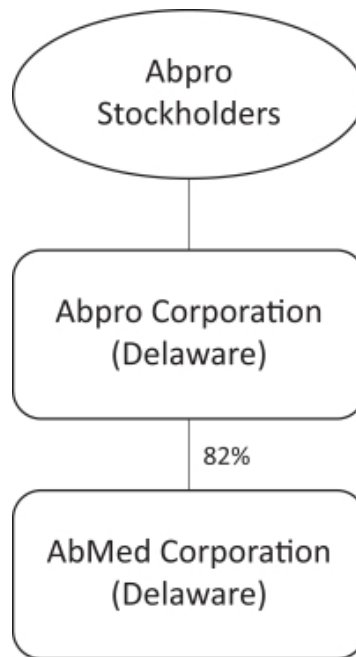 Abpro
Stockholders
Abpro Corporation
(Delaware)
82%
AbMed Corporation
(Delaware)